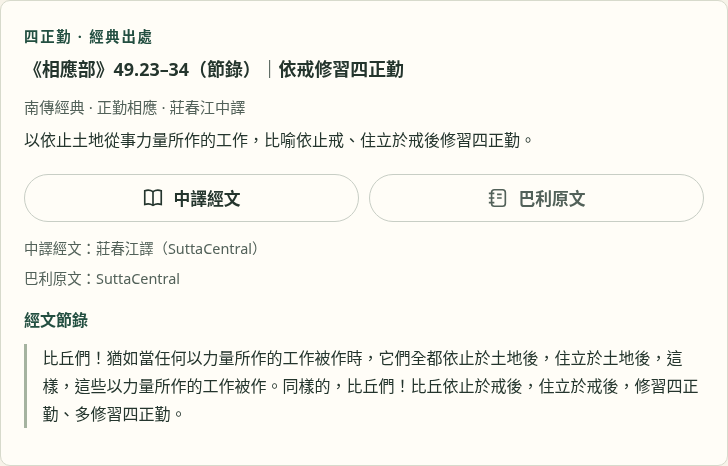 四正勤 · 經典出處
《相應部》49.23–34（節錄）｜依戒修習四正勤
南傳經典 · 正勤相應 · 莊春江中譯
以依止土地從事力量所作的工作，比喻依止戒、住立於戒後修習四正勤。
中譯經文
巴利原文
中譯經文：莊春江譯（SuttaCentral）
巴利原文：SuttaCentral
經文節錄
比丘們！猶如當任何以力量所作的工作被作時，它們全都依止於土地後，住立於土地後，這
樣，這些以力量所作的工作被作。同樣的，比丘們！比丘依止於戒後，住立於戒後，修習四正
勤、多修習四正勤。